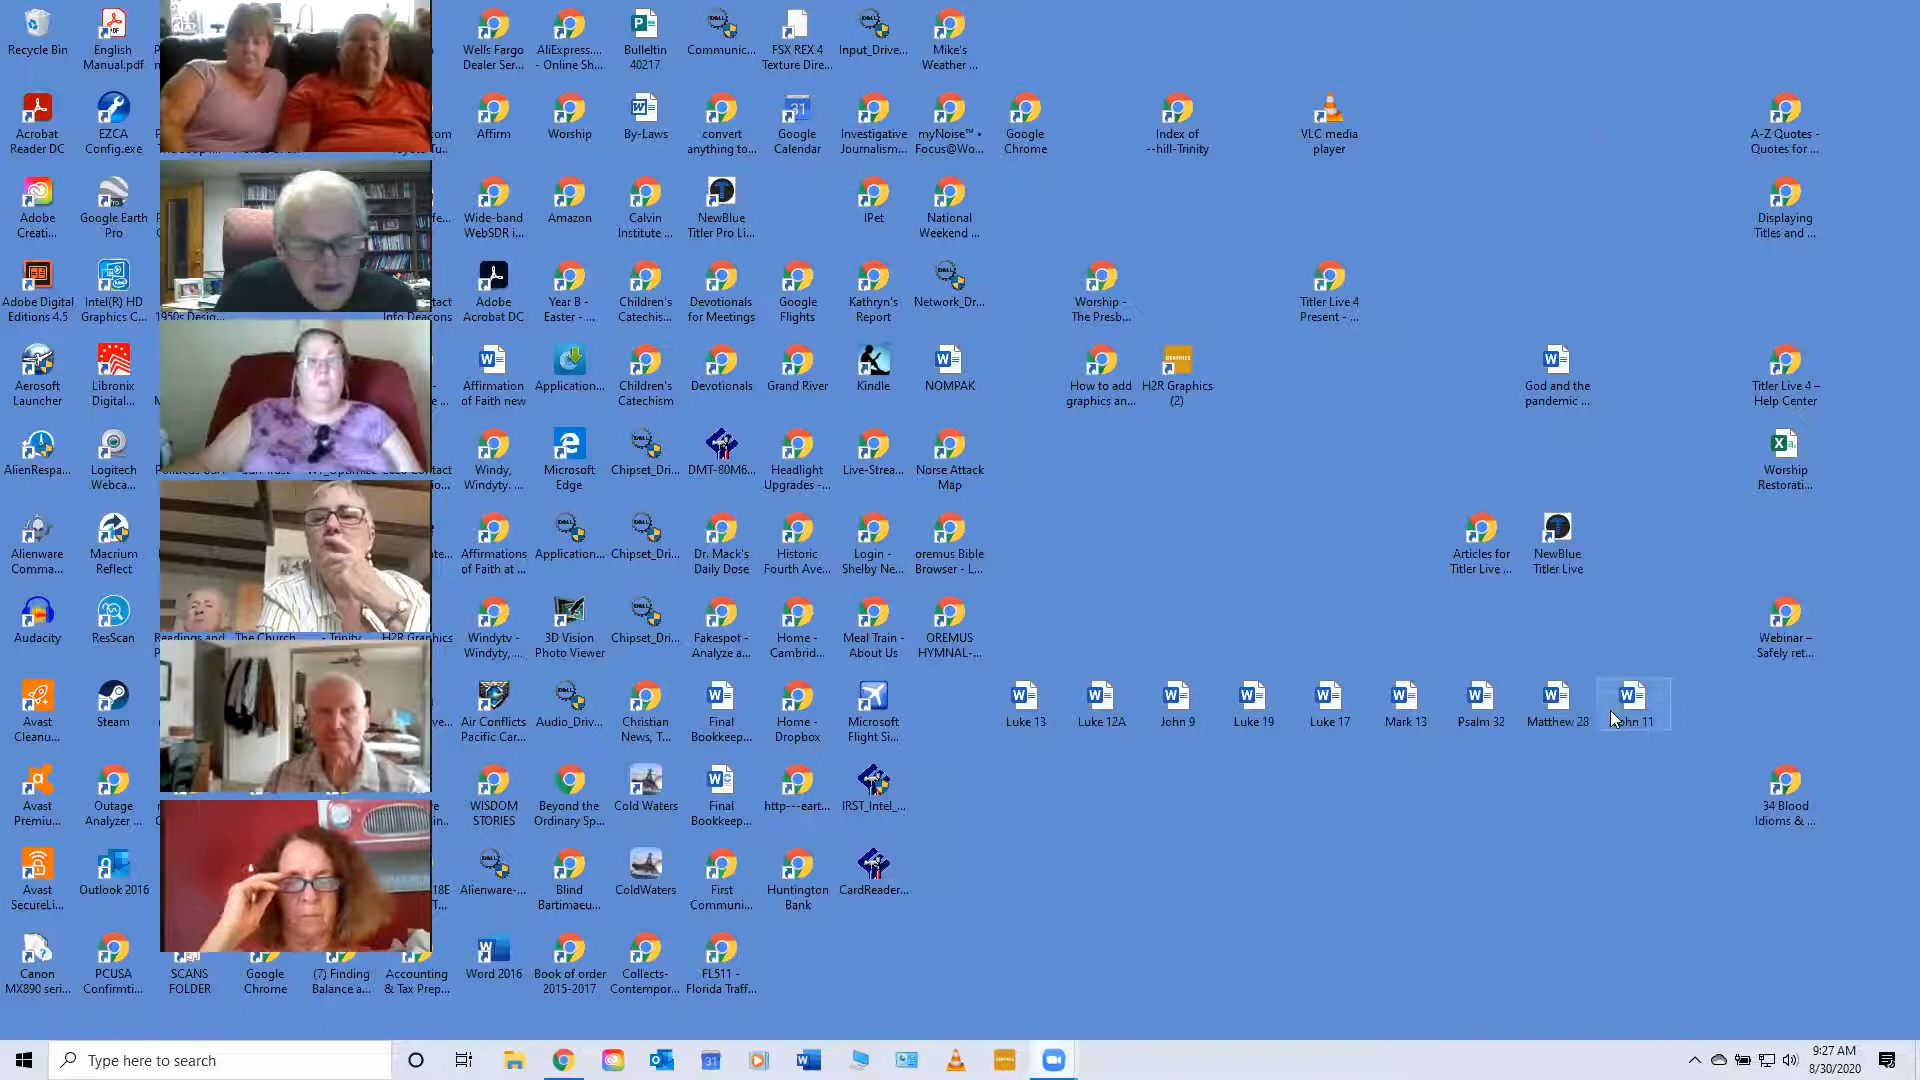 Recycle Bin
English Manual.pdf
Wells Fargo Dealer Ser...
AliExpress.... - Online Sh...
Bulleltin 40217
Communic...
FSX REX 4 Texture Dire...
Input_Drive...
Mike's Weather ...
Acrobat Reader DC
EZCA Config.exe
Affirm
Worship
By-Laws
convert anything to...
Google Calendar
Investigative Journalism...
myNoise™ • Focus@Wo...
Google Chrome
Index of --hill-Trinity
VLC media player
A-Z Quotes - Quotes for ...
Adobe Creati...
Google Earth Pro
Wide-band WebSDR i...
Amazon
Calvin Institute ...
NewBlue Titler Pro Li...
IPet
National Weekend ...
Displaying Titles and ...
Adobe Digital Editions 4.5
Intel(R) HD Graphics C...
1950s Desig...
Info Deacons
Adobe Acrobat DC
Year B - Easter - ...
Children's Catechis...
Devotionals for Meetings
Google Flights
Kathryn's Report
Network_Dr...
Worship - The Presb...
Titler Live 4 Present - ...
Aerosoft Launcher
Libronix Digital...
Affirmation of Faith new
Application...
Children's Catechism
Devotionals
Grand River
Kindle
NOMPAK
How to add graphics an...
GRAPHICS
H2R Graphics (2)
God and the pandemic ...
Titler Live 4 – Help Center
AlienRespa...
Logitech Webca...
Windy, Windyty. ...
Microsoft Edge
Chipset_Dri...
DMT-80M6...
Headlight Upgrades -...
Live-Strea...
Norse Attack Map
Worship Restorati...
Alienware Comma...
Macrium Reflect
Affirmations of Faith at ...
Application...
Chipset_Dri...
Dr. Mack's Daily Dose
Historic Fourth Ave...
Login - Shelby Ne...
oremus Bible Browser - L...
Articles for Titler Live ...
NewBlue Titler Live
Audacity
ResScan
Readings and
The Church
- Trinity
H2R Graphics
Windytv - Windyty,...
3D Vision Photo Viewer
Chipset_Dri...
Fakespot - Analyze a...
Home - Cambrid...
Meal Train - About Us
OREMUS HYMNAL-...
Webinar – Safely ret...
Avast Cleanu...
Steam
Air Conflicts Pacific Car...
Audio_Driv...
Christian News, T...
Final Bookkeep...
Home - Dropbox
Microsoft Flight Si...
Luke 13
Luke 12A
John 9
Luke 19
Luke 17
Mark 13
Psalm 32
Matthew 28
John 11
Avast Premiu...
Outage Analyzer ...
WISDOM STORIES
Beyond the Ordinary Sp...
Cold Waters
Final Bookkeep...
http---eart...
IRST_Intel_...
34 Blood Idioms & ...
Avast SecureLi...
Outlook 2016
Alienware-...
Blind Bartimaeu...
ColdWaters
First Communi...
Huntington Bank
CardReader...
Canon MX890 seri...
PCUSA Confirmti...
SCANS FOLDER
Google Chrome
(7) Finding Balance a...
Accounting & Tax Prep...
Word 2016
Book of order 2015-2017
Collects- Contempor...
FL511 - Florida Traff...
Type here to search
9:27 AM
8/30/2020